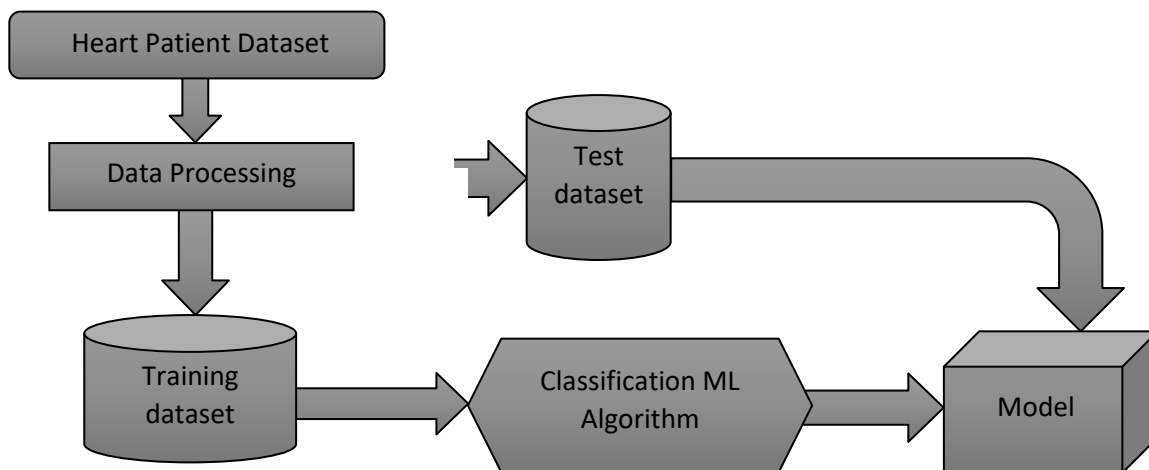 Heart Patient Dataset
Data Processing
Test
dataset
Training
dataset
Classification ML
Algorithm
Model